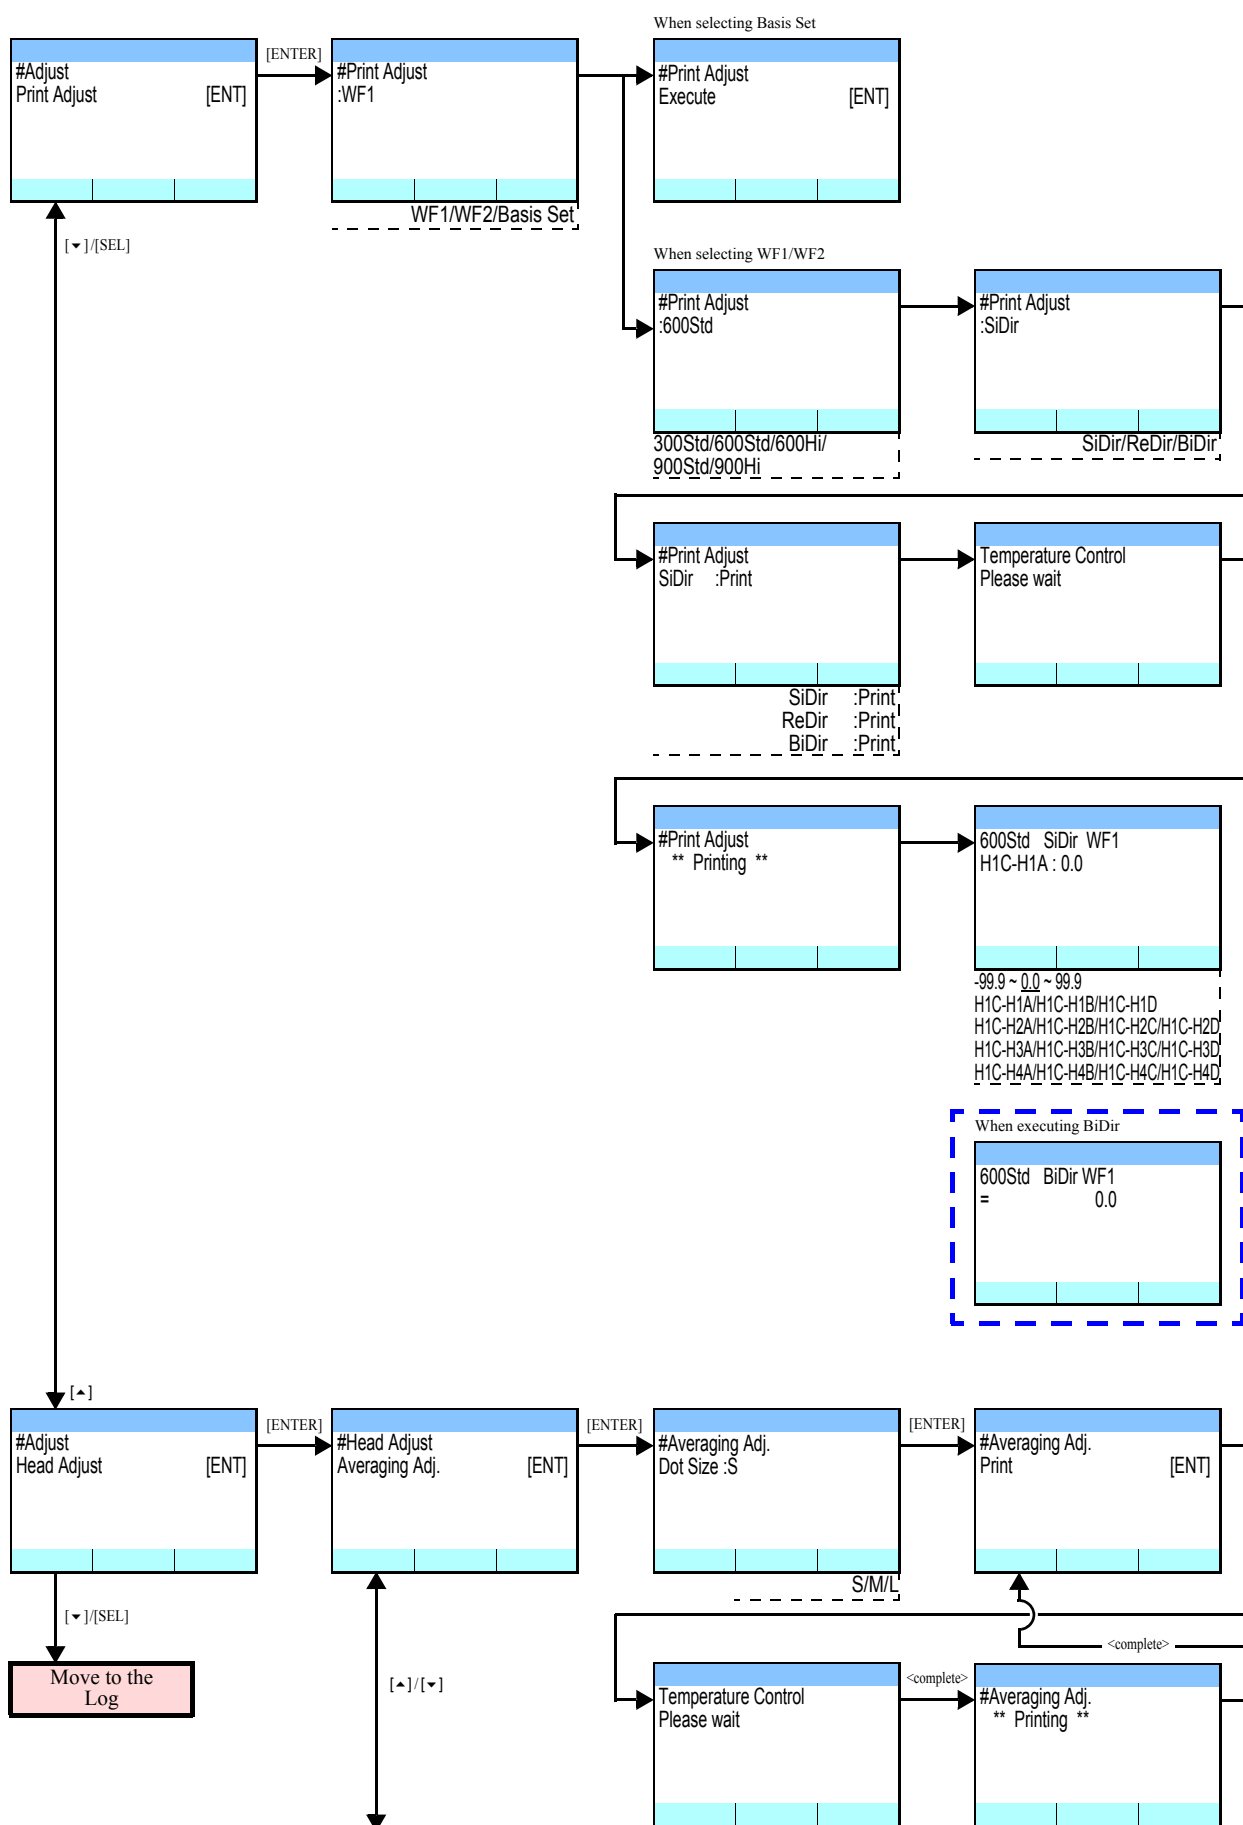 When selecting Basis Set
#Adjust
Print Adjust [ENT]
[ENTER]
#Print Adjust
:WF1
WF1/WF2/Basis Set
#Print Adjust
Execute [ENT]
[▼]/[SEL]
When selecting WF1/WF2
#Print Adjust
:600Std
300Std/600Std/600Hi/
900Std/900Hi
#Print Adjust
:SiDir
SiDir/ReDir/BiDir
#Print Adjust
SiDir :Print
SiDir :Print
ReDir :Print
BiDir :Print
Temperature Control
Please wait
#Print Adjust
** Printing **
600Std SiDir WF1
H1C-H1A : 0.0
-99.9 ~ 0.0 ~ 99.9
H1C-H1A/H1C-H1B/H1C-H1D
H1C-H2A/H1C-H2B/H1C-H2C/H1C-H2D
H1C-H3A/H1C-H3B/H1C-H3C/H1C-H3D
H1C-H4A/H1C-H4B/H1C-H4C/H1C-H4D
When executing BiDir
600Std BiDir WF1
= 0.0
[▲]
#Adjust
Head Adjust [ENT]
[ENTER]
#Head Adjust
Averaging Adj. [ENT]
[ENTER]
#Averaging Adj.
Dot Size :S
S/M/L
[ENTER]
#Averaging Adj.
Print [ENT]
[▼]/[SEL]
Move to the
Log
[▲]/[▼]
<complete>
Temperature Control
Please wait
<complete>
#Averaging Adj.
** Printing **